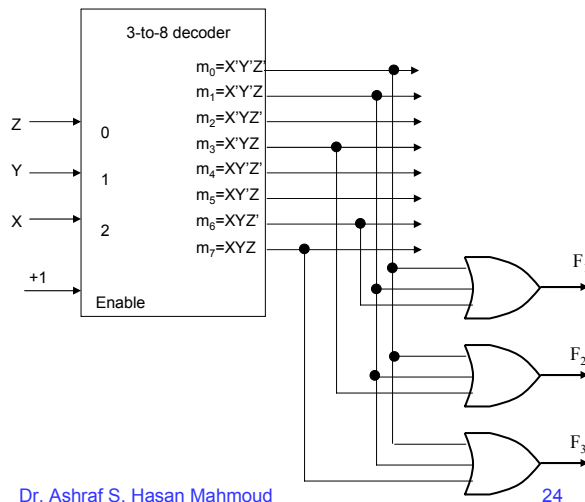 3-to-8 decoder
m0=X'Y'Z'
m1=X'Y'Z
m2=X'YZ'
m3=X'YZ
m4=XY'Z'
m5=XY'Z
m6=XYZ'
m7=XYZ
Z
0
Y
1
X
2
+1
Enable
F
F2
F3
Dr. Ashraf S. Hasan Mahmoud
24